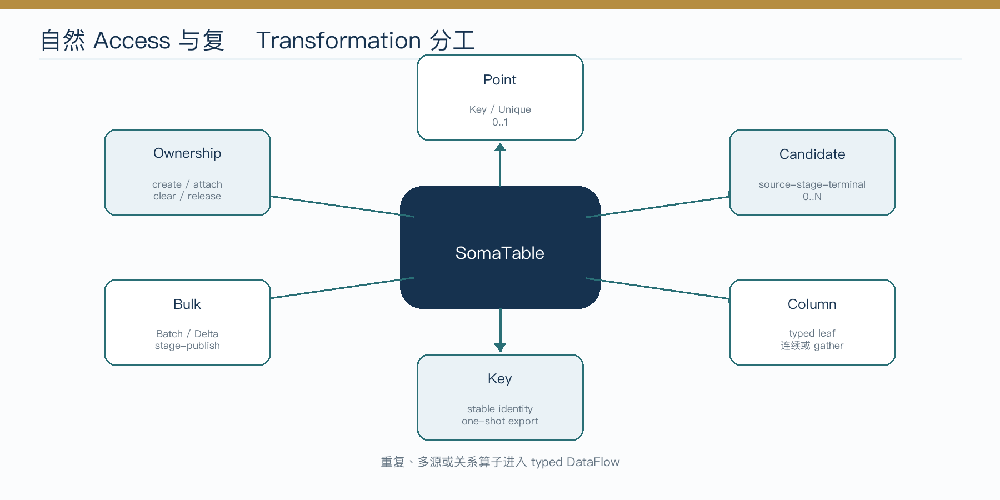 自然 Access 与复 Transformation 分工
Point
Key / Unique
0..1
Ownership
create / attach
clear / release
Candidate
source–stage–terminal
0..N
SomaTable
Bulk
Batch / Delta
stage–publish
Column
typed leaf
连续或 gather
Key
stable identity
one–shot export
重复、多源或关系算子进入 typed DataFlow